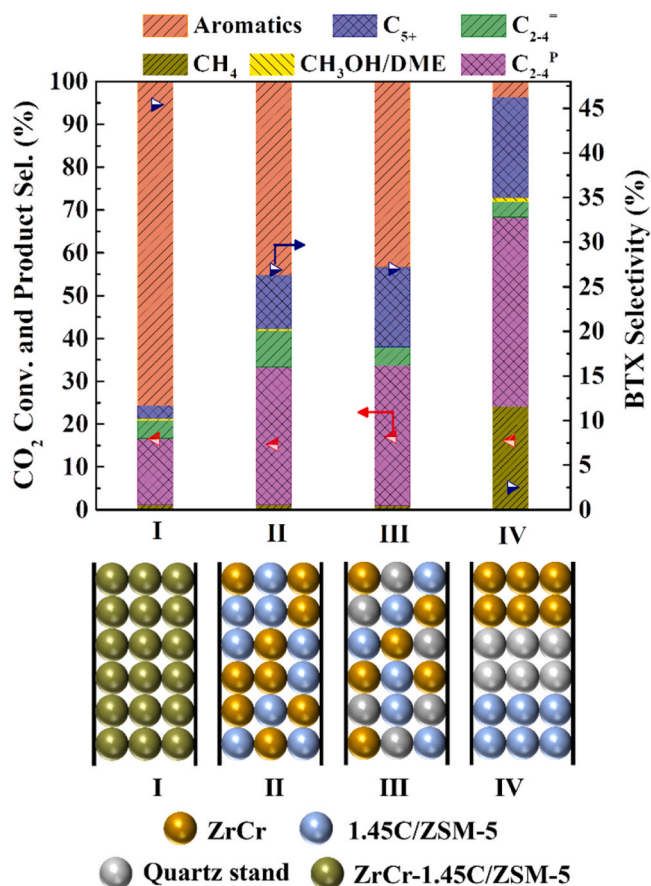 Aromatics C5+ C2-4=
CH4 CH3OH/DME C2-4P
CO2 Conv. and Product Sel. (%)
100
90
80
70
60
50
40
30
20
10
0
45
40
35
30
25
20
15
10
5
0
BTX Selectivity (%)
I II III IV
I II III IV
ZrCr 1.45C/ZSM-5
Quartz stand ZrCr-1.45C/ZSM-5